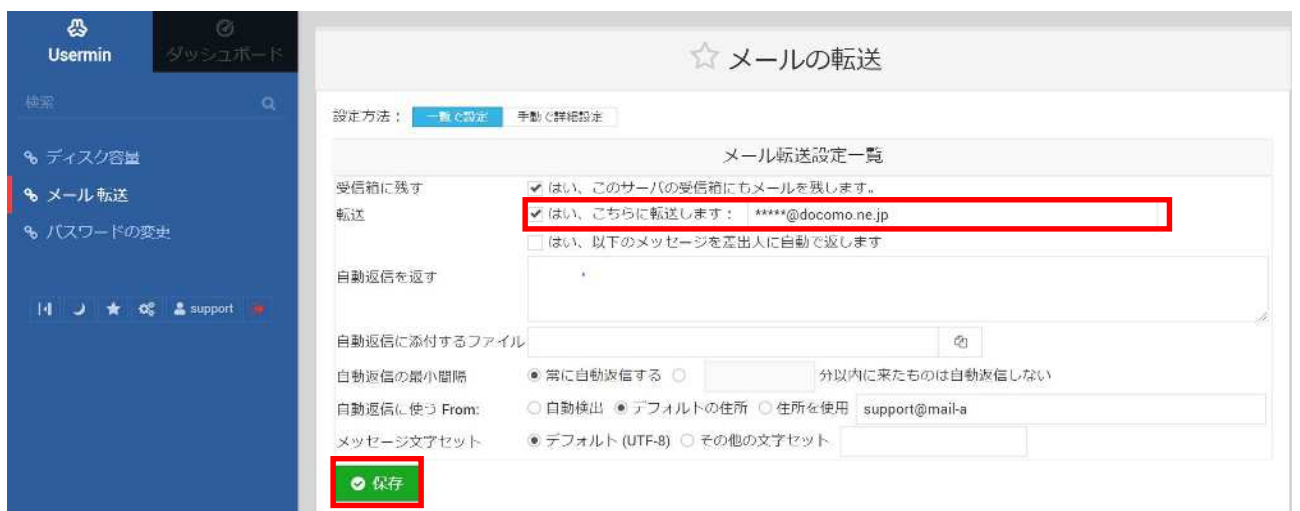 Usermin
ダッシュボード
検索
ディスク容量
メール転送
パスワードの変更
support
メールの転送
設定方法： 一覧で設定 手動で詳細設定
メール転送設定一覧
受信箱に残す はい、このサーバの受信箱にもメールを残します。
転送 はい、こちらに転送します： *****@docomo.ne.jp
はい、以下のメッセージを差出人に自動で返します
自動返信を返す
自動返信に添付するファイル
自動返信の最小間隔 常に自動返信する 分以内に来たものは自動返信しない
自動返信に使う From: 自動検出 デフォルトの住所 住所を使用 support@mail-a
メッセージ文字セット デフォルト (UTF-8) その他の文字セット
保存